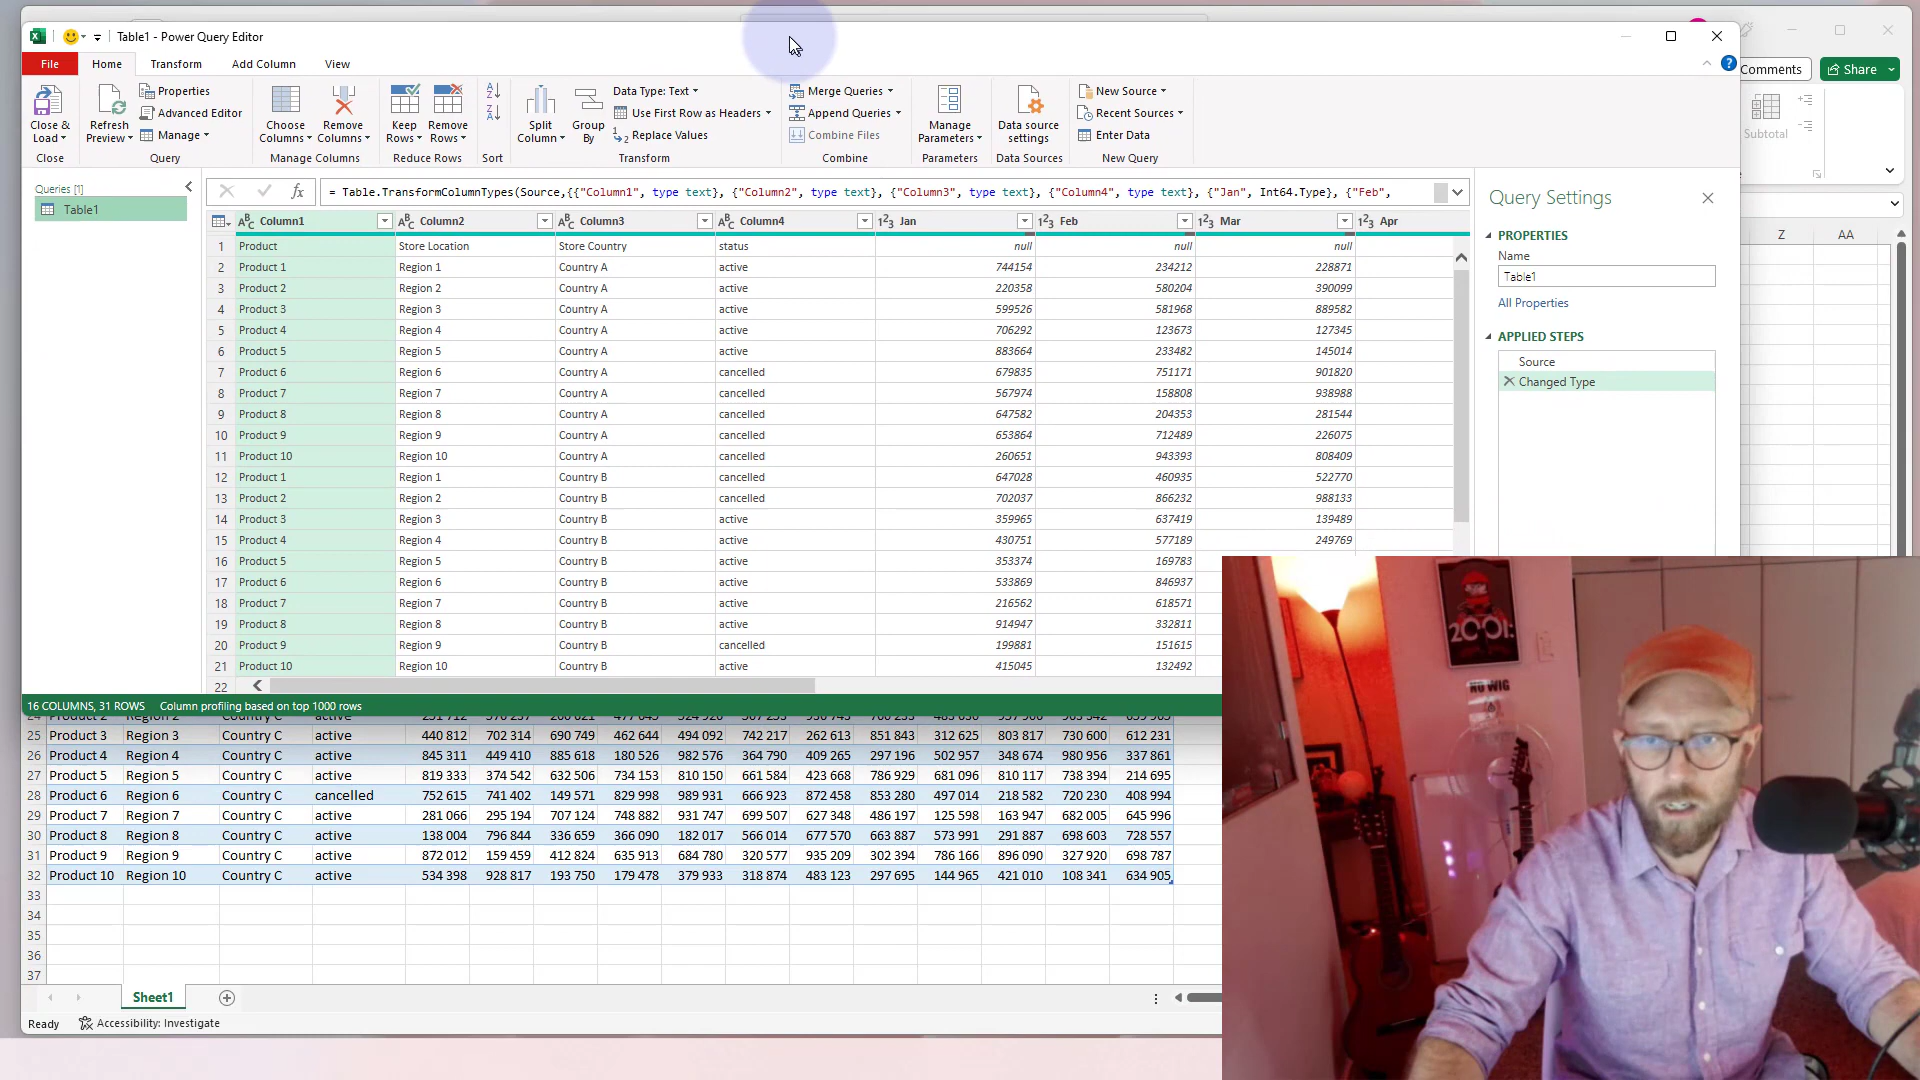 Table1 - Power Query Editor
File Home Transform Add Column View
Comments Share
Close & Load Refresh Preview Properties Advanced Editor Manage Choose Columns Remove Columns Keep Rows Remove Rows Split Column Group By Data Type: Text Use First Row as Headers Replace Values Merge Queries Append Queries Combine Files Manage Parameters Data source settings New Source Recent Sources Enter Data Subtotal
Close Query Manage Columns Reduce Rows Sort Transform Combine Parameters Data Sources New Query
Queries [1]
Table1
fx = Table.TransformColumnTypes(Source,{{"Column1", type text}, {"Column2", type text}, {"Column3", type text}, {"Column4", type text}, {"Jan", Int64.Type}, {"Feb",
Column1 Column2 Column3 Column4 Jan Feb Mar Apr
1 Product Store Location Store Country status null null null
2 Product 1 Region 1 Country A active 744154 234212 228871
3 Product 2 Region 2 Country A active 220358 580204 390099
4 Product 3 Region 3 Country A active 599526 581968 889582
5 Product 4 Region 4 Country A active 706292 123673 127345
6 Product 5 Region 5 Country A active 883664 233482 145014
7 Product 6 Region 6 Country A cancelled 679835 751171 901820
8 Product 7 Region 7 Country A cancelled 567974 158808 938988
9 Product 8 Region 8 Country A cancelled 647582 204353 281544
10 Product 9 Region 9 Country A cancelled 653864 712489 226075
11 Product 10 Region 10 Country A cancelled 260651 943393 808409
12 Product 1 Region 1 Country B cancelled 647028 460935 522770
13 Product 2 Region 2 Country B cancelled 702037 866232 988133
14 Product 3 Region 3 Country B active 359965 637419 139489
15 Product 4 Region 4 Country B active 430751 577189 249769
16 Product 5 Region 5 Country B active 353374 169783
17 Product 6 Region 6 Country B active 533869 846937
18 Product 7 Region 7 Country B active 216562 618571
19 Product 8 Region 8 Country B active 914947 332811
20 Product 9 Region 9 Country B cancelled 199881 151615
21 Product 10 Region 10 Country B active 415045 132492
22
16 COLUMNS, 31 ROWS Column profiling based on top 1000 rows
Query Settings
PROPERTIES
Name
Table1
All Properties
APPLIED STEPS
Source
Changed Type
Z AA
25 Product 3 Region 3 Country C active 440 812 702 314 690 749 462 644 494 092 742 217 262 613 851 843 312 625 803 817 730 600 612 231
26 Product 4 Region 4 Country C active 845 311 449 410 885 618 180 526 982 576 364 790 409 265 297 196 502 957 348 674 980 956 337 861
27 Product 5 Region 5 Country C active 819 333 374 542 632 506 734 153 810 150 661 584 423 668 786 929 681 096 810 117 738 394 214 695
28 Product 6 Region 6 Country C cancelled 752 615 741 402 149 571 829 998 989 931 666 923 872 458 853 280 497 014 218 582 720 230 408 994
29 Product 7 Region 7 Country C active 281 066 295 194 707 124 748 882 931 747 699 507 627 348 486 197 125 598 163 947 682 005 645 996
30 Product 8 Region 8 Country C active 138 004 796 844 336 659 366 090 182 017 566 014 677 570 663 887 573 991 291 887 698 603 728 557
31 Product 9 Region 9 Country C active 872 012 159 459 412 824 635 913 684 780 320 577 935 209 302 394 786 166 896 090 327 920 698 787
32 Product 10 Region 10 Country C active 534 398 928 817 193 750 179 478 379 933 318 874 483 123 297 695 144 965 421 010 108 341 634 905
33
34
35
36
37
Sheet1
Ready Accessibility: Investigate
2001:
NO WIG